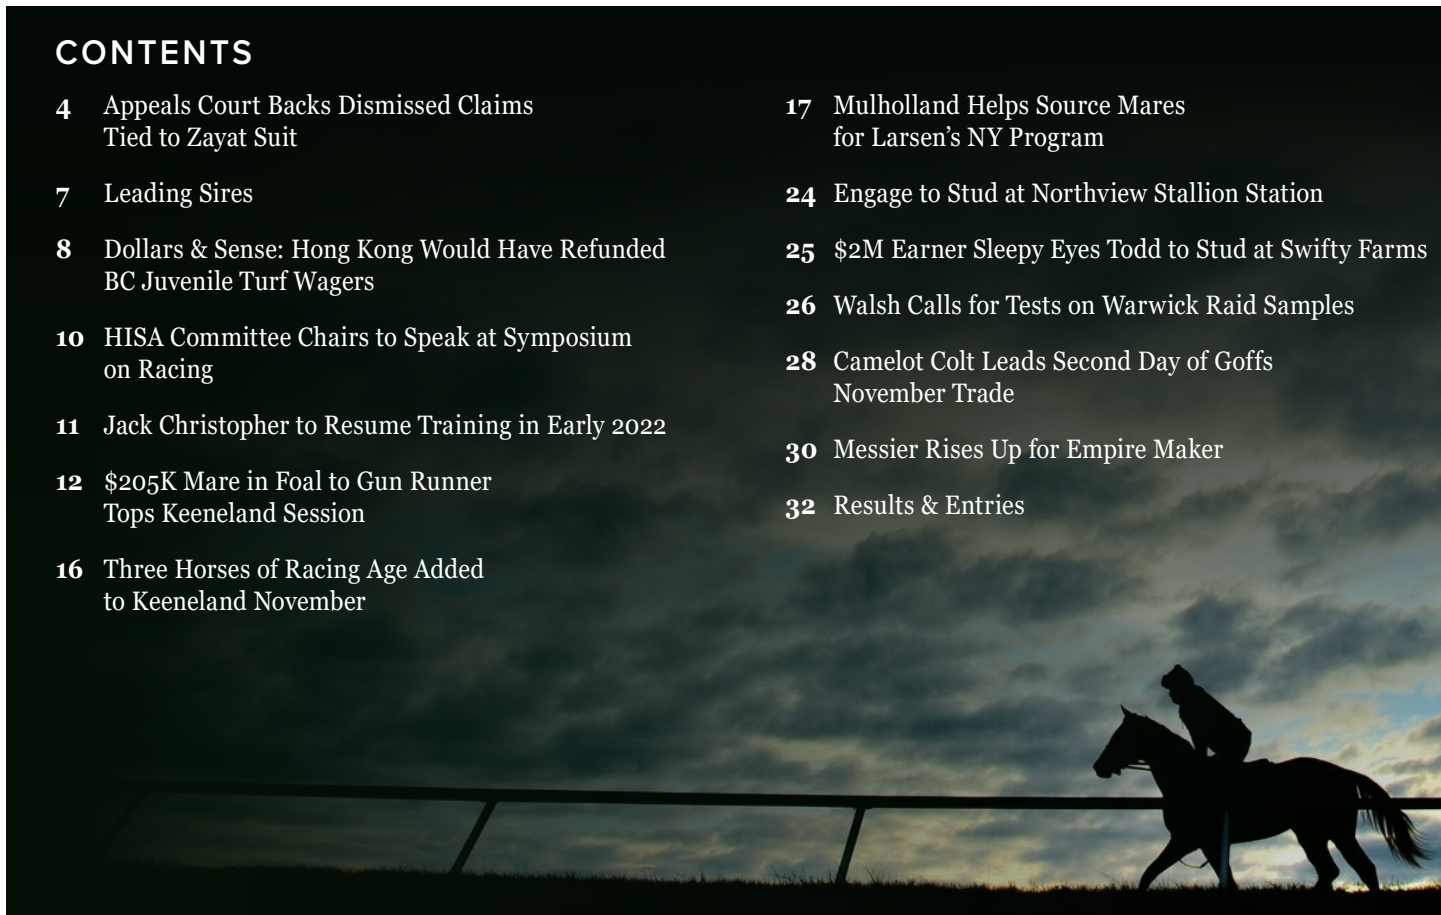 CONTENTS
4 Appeals Court Backs Dismissed Claims
Tied to Zayat Suit
7 Leading Sires
8 Dollars & Sense: Hong Kong Would Have Refunded
BC Juvenile Turf Wagers
10 HISA Committee Chairs to Speak at Symposium
on Racing
11 Jack Christopher to Resume Training in Early 2022
12 $205K Mare in Foal to Gun Runner
Tops Keeneland Session
16 Three Horses of Racing Age Added
to Keeneland November
17 Mulholland Helps Source Mares
for Larsen’s NY Program
24 Engage to Stud at Northview Stallion Station
25 $2M Earner Sleepy Eyes Todd to Stud at Swifty Farms
26 Walsh Calls for Tests on Warwick Raid Samples
28 Camelot Colt Leads Second Day of Goffs
November Trade
30 Messier Rises Up for Empire Maker
32 Results & Entries